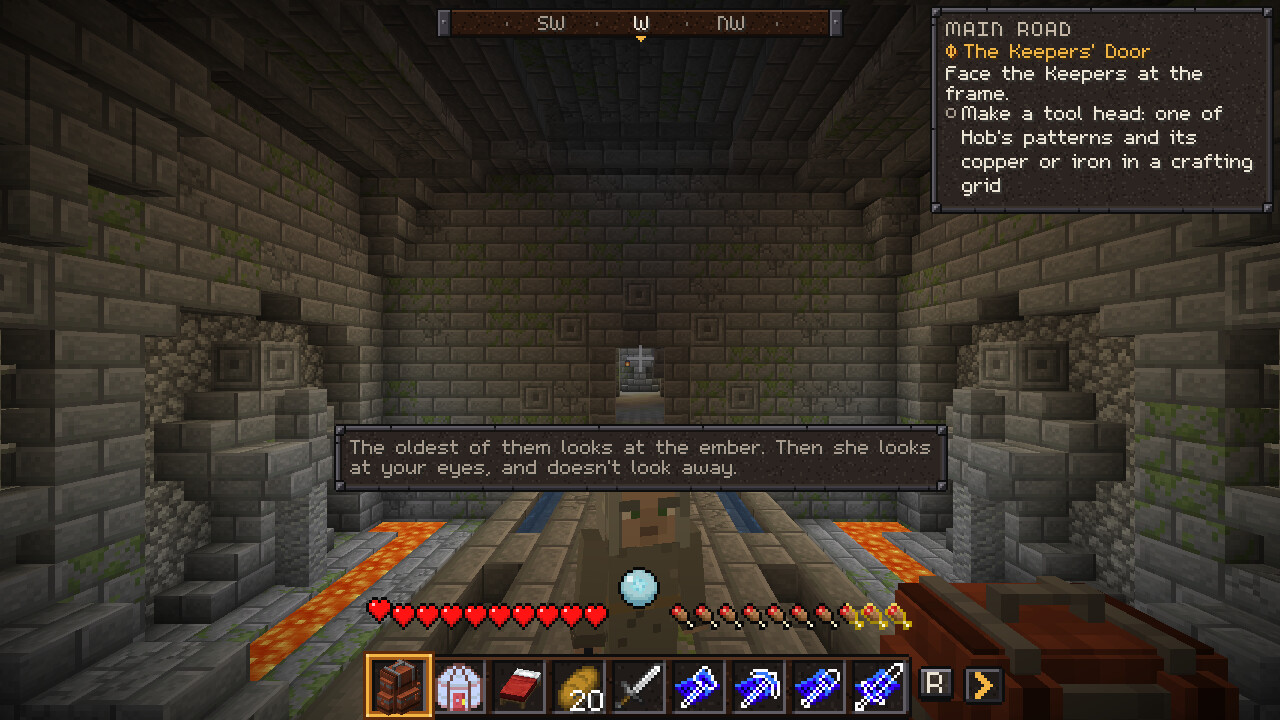 SW W NW
MAIN ROAD
The Keepers' Door
Face the Keepers at the
frame.
Make a tool head: one of
Hob's patterns and its
copper or iron in a crafting
grid
The oldest of them looks at the ember. Then she looks
at your eyes, and doesn't look away.
20
R